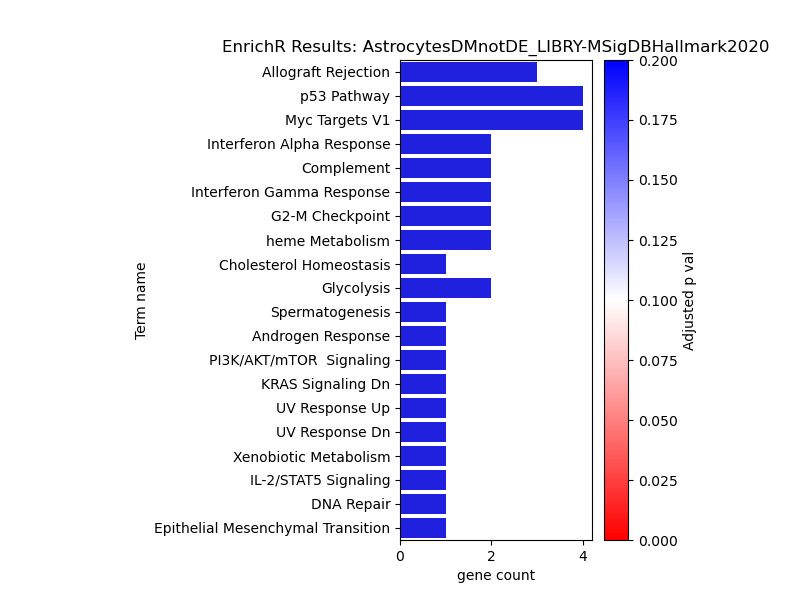 EnrichR Results: AstrocytesDMnotDE_LIBRY-MSigDBHallmark2020
Allograft Rejection
p53 Pathway
Myc Targets V1
Interferon Alpha Response
Complement
Interferon Gamma Response
G2-M Checkpoint
heme Metabolism
Cholesterol Homeostasis
Glycolysis
Spermatogenesis
Androgen Response
PI3K/AKT/mTOR  Signaling
KRAS Signaling Dn
UV Response Up
UV Response Dn
Xenobiotic Metabolism
IL-2/STAT5 Signaling
DNA Repair
Epithelial Mesenchymal Transition
Term name
0 2 4
gene count
0.200
0.175
0.150
0.125
0.100
0.075
0.050
0.025
0.000
Adjusted p val